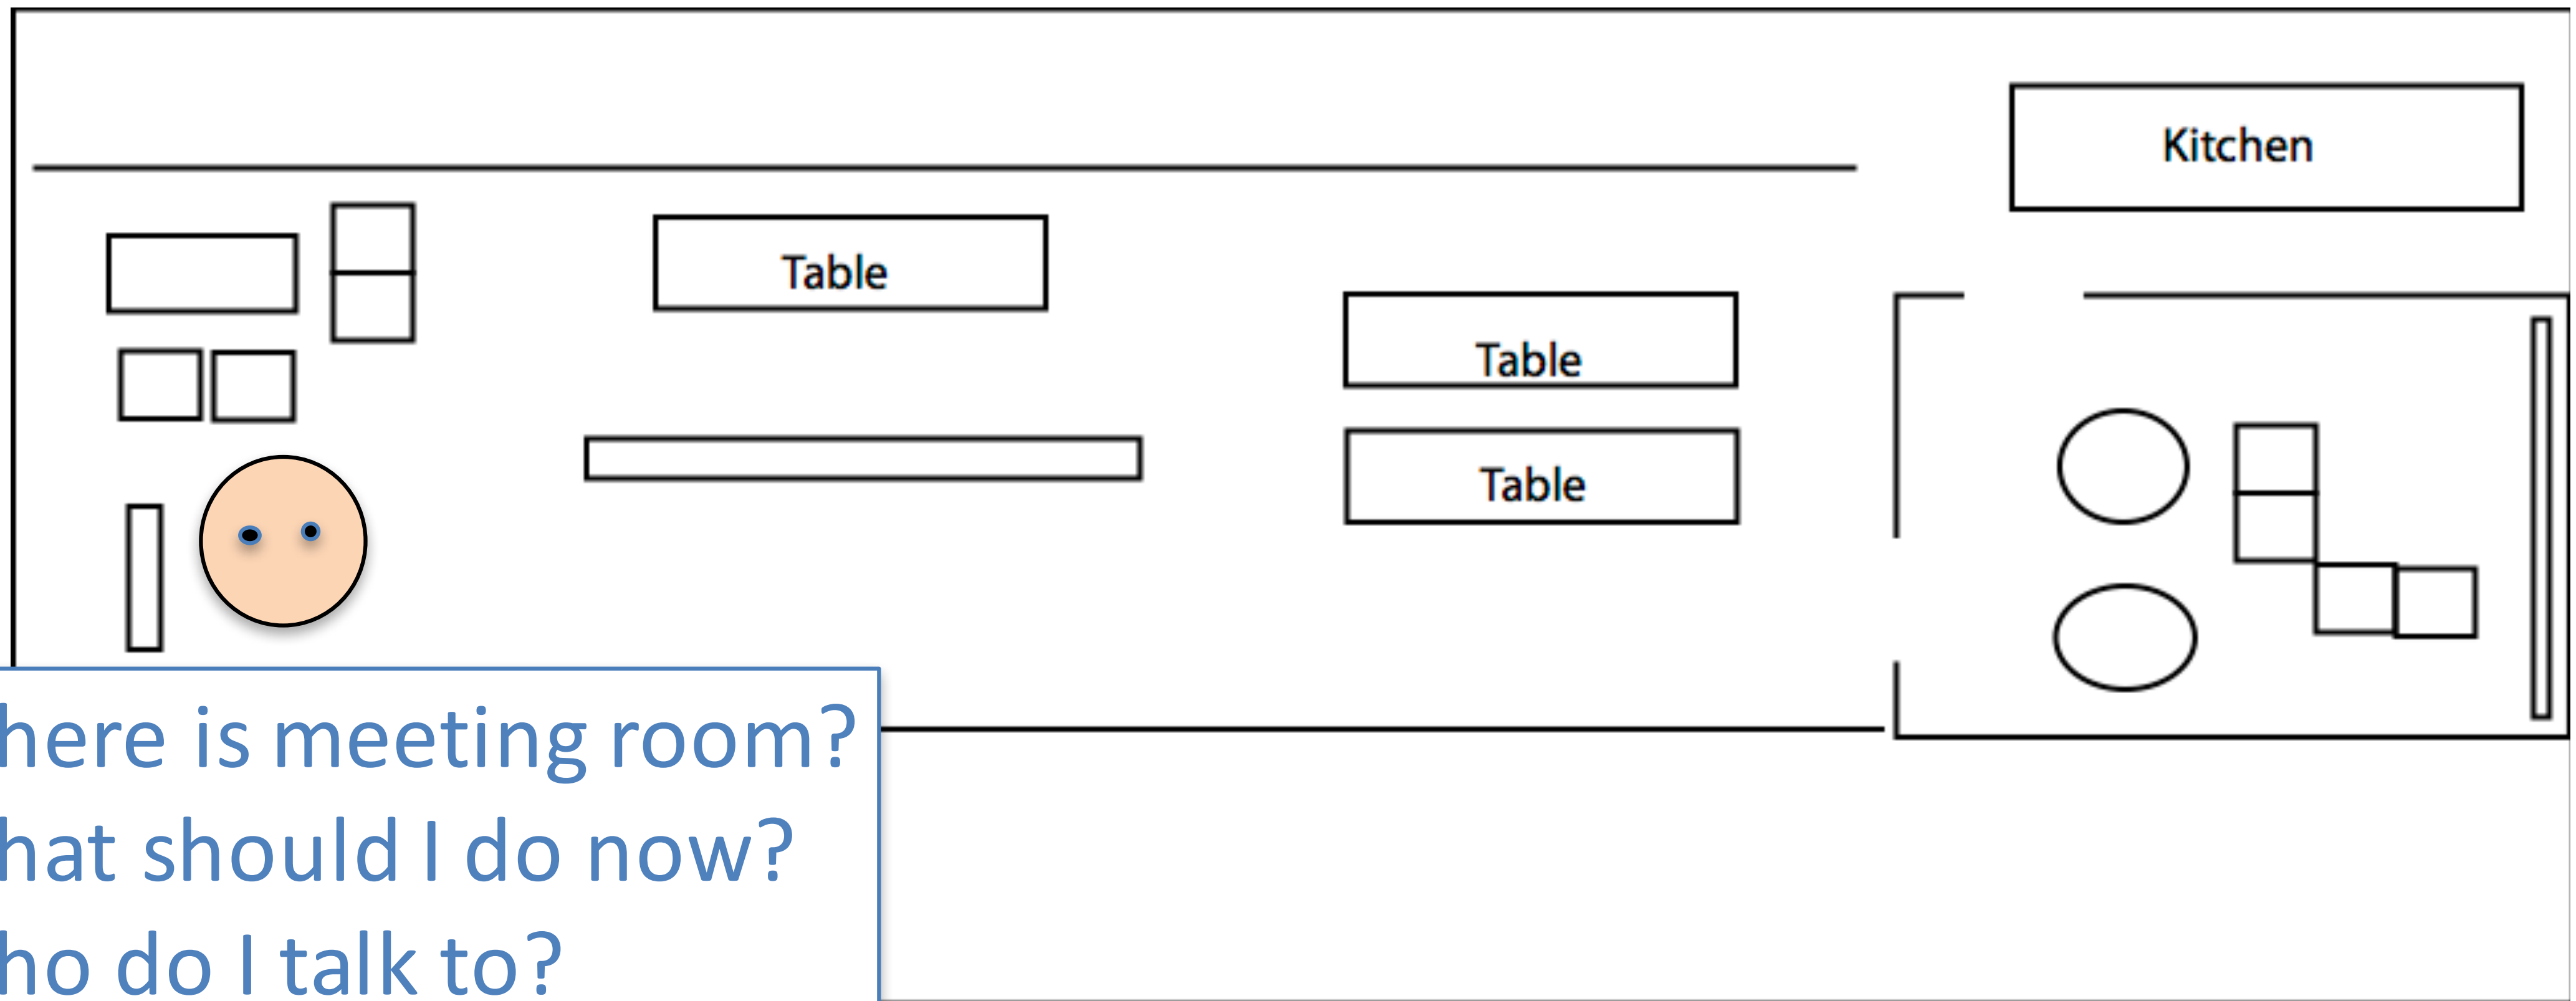 Kitchen
Table
Table
Table
here is meeting room?
hat should I do now?
ho do I talk to?